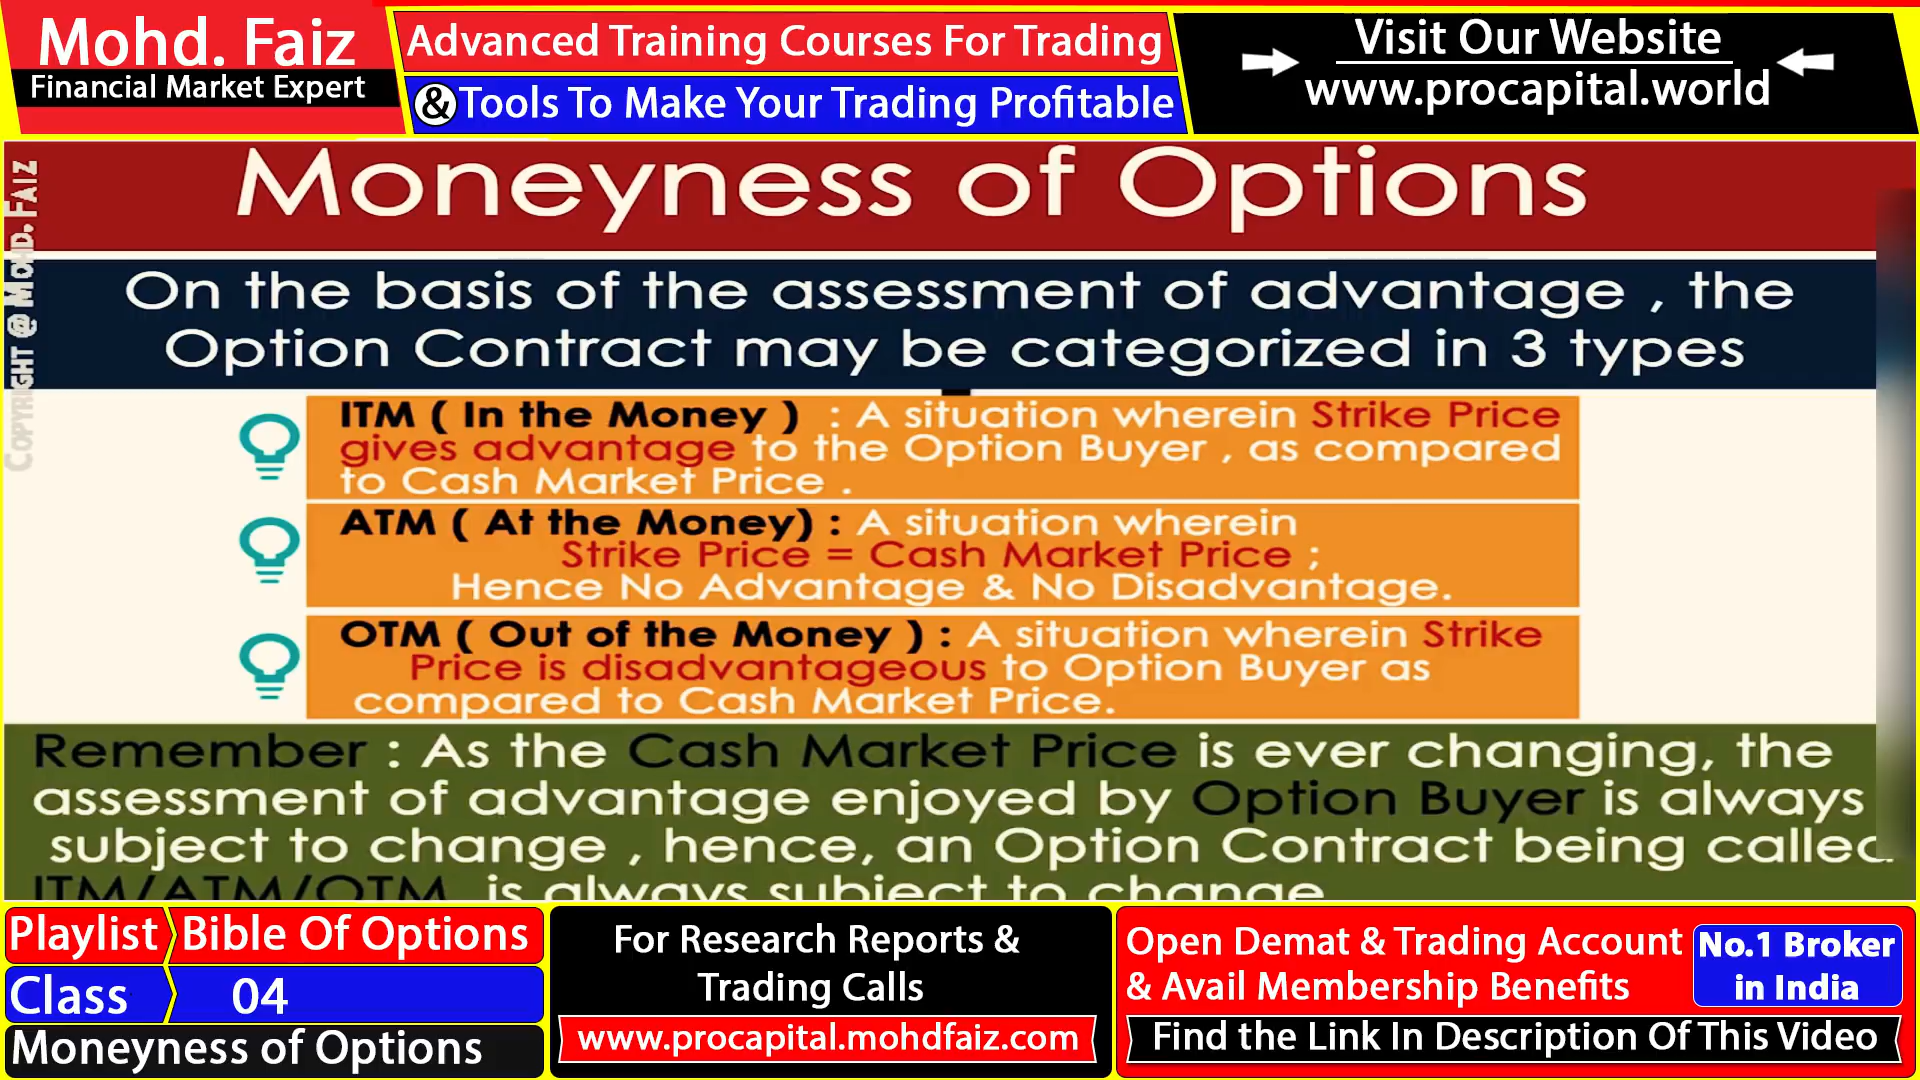 Mohd. Faiz
Financial Market Expert
Advanced Training Courses For Trading
& Tools To Make Your Trading Profitable
Visit Our Website
www.procapital.world
Copyright @ Mohd. Faiz
Moneyness of Options
On the basis of the assessment of advantage , the
Option Contract may be categorized in 3 types
ITM ( In the Money ) : A situation wherein Strike Price
gives advantage to the Option Buyer , as compared
to Cash Market Price .
ATM ( At the Money) : A situation wherein
Strike Price = Cash Market Price ;
Hence No Advantage & No Disadvantage.
OTM ( Out of the Money ) : A situation wherein Strike
Price is disadvantageous to Option Buyer as
compared to Cash Market Price.
Remember : As the Cash Market Price is ever changing, the
assessment of advantage enjoyed by Option Buyer is always
subject to change , hence, an Option Contract being called
ITM/ATM/OTM is always subject to change
Playlist Bible Of Options
Class 04
Moneyness of Options
For Research Reports &
Trading Calls
www.procapital.mohdfaiz.com
Open Demat & Trading Account
& Avail Membership Benefits
No.1 Broker
in India
Find the Link In Description Of This Video